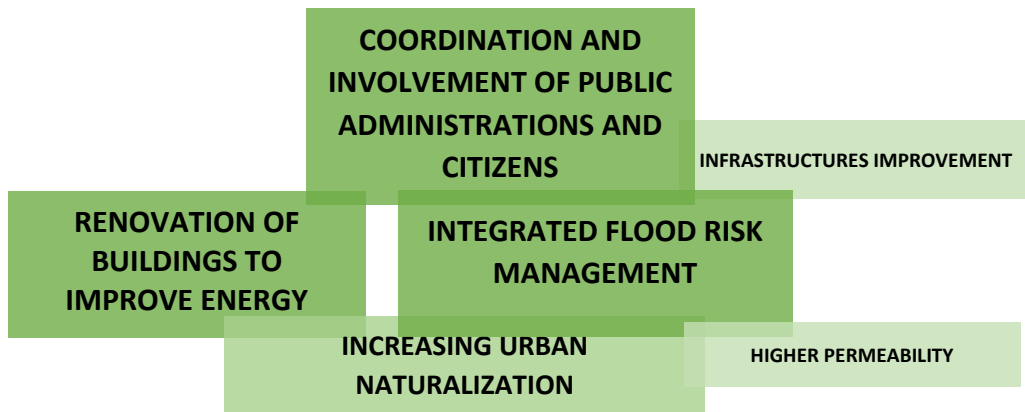 COORDINATION AND
INVOLVEMENT OF PUBLIC
ADMINISTRATIONS AND
CITIZENS
INFRASTRUCTURES IMPROVEMENT
RENOVATION OF
BUILDINGS TO
IMPROVE ENERGY
INTEGRATED FLOOD RISK
MANAGEMENT
INCREASING URBAN
NATURALIZATION
HIGHER PERMEABILITY